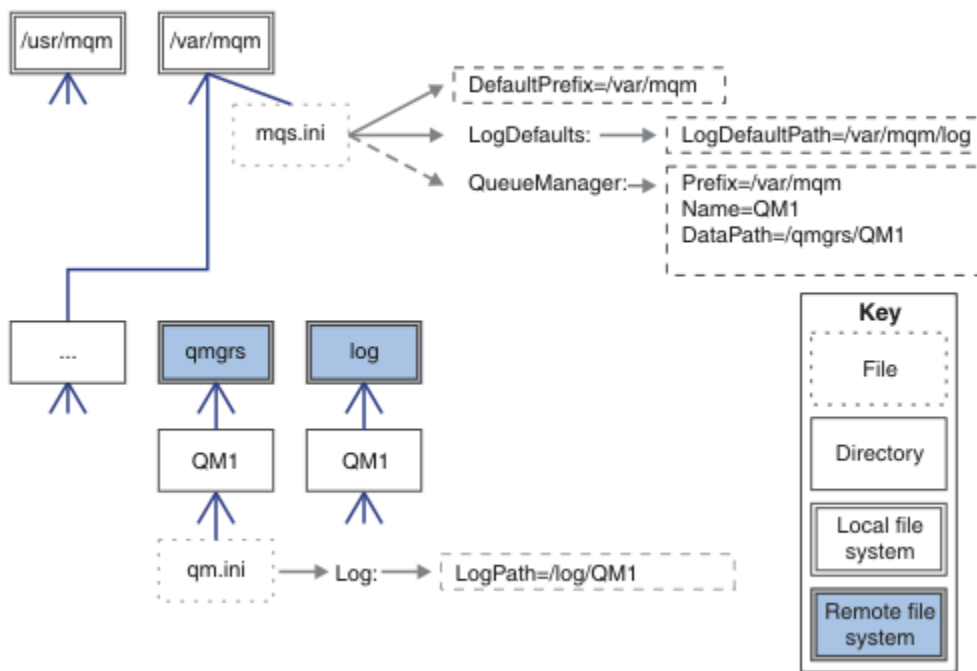 /usr/mqm
/var/mqm
mqs.ini
DefaultPrefix=/var/mqm
LogDefaults:
LogDefaultPath=/var/mqm/log
QueueManager:
Prefix=/var/mqm
Name=QM1
DataPath=/qmgrs/QM1
...
qmgrs
log
QM1
QM1
qm.ini
Log:
LogPath=/log/QM1
Key
File
Directory
Local file
system
Remote file
system